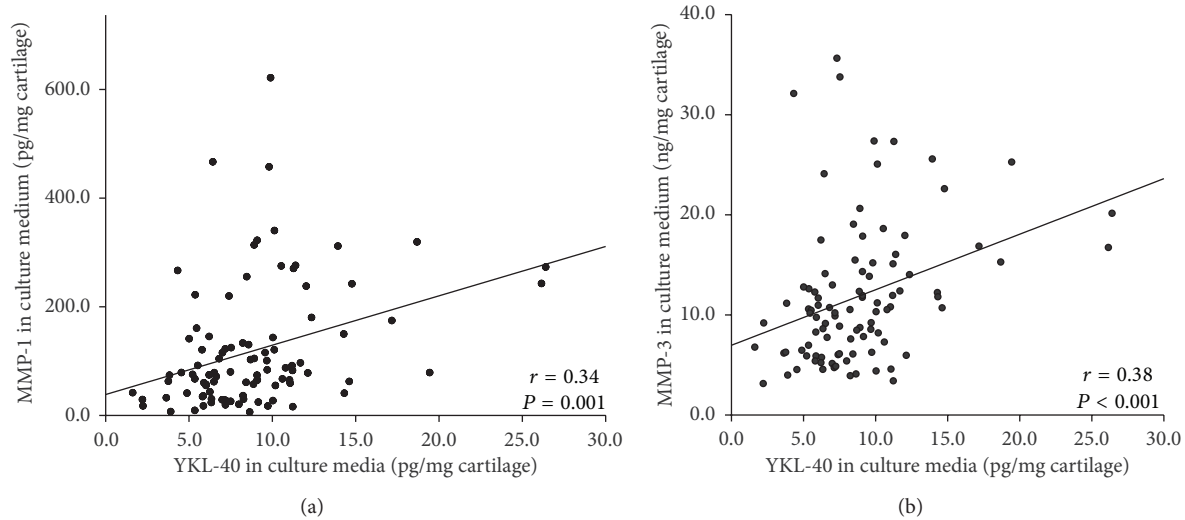 MMP-1 in culture medium (pg/mg cartilage)
600.0
400.0
200.0
0.0
0.0 5.0 10.0 15.0 20.0 25.0 30.0
r = 0.34
P = 0.001
YKL-40 in culture media (pg/mg cartilage)
(a)
MMP-3 in culture medium (ng/mg cartilage)
40.0
30.0
20.0
10.0
0.0
0.0 5.0 10.0 15.0 20.0 25.0 30.0
r = 0.38
P < 0.001
YKL-40 in culture media (pg/mg cartilage)
(b)